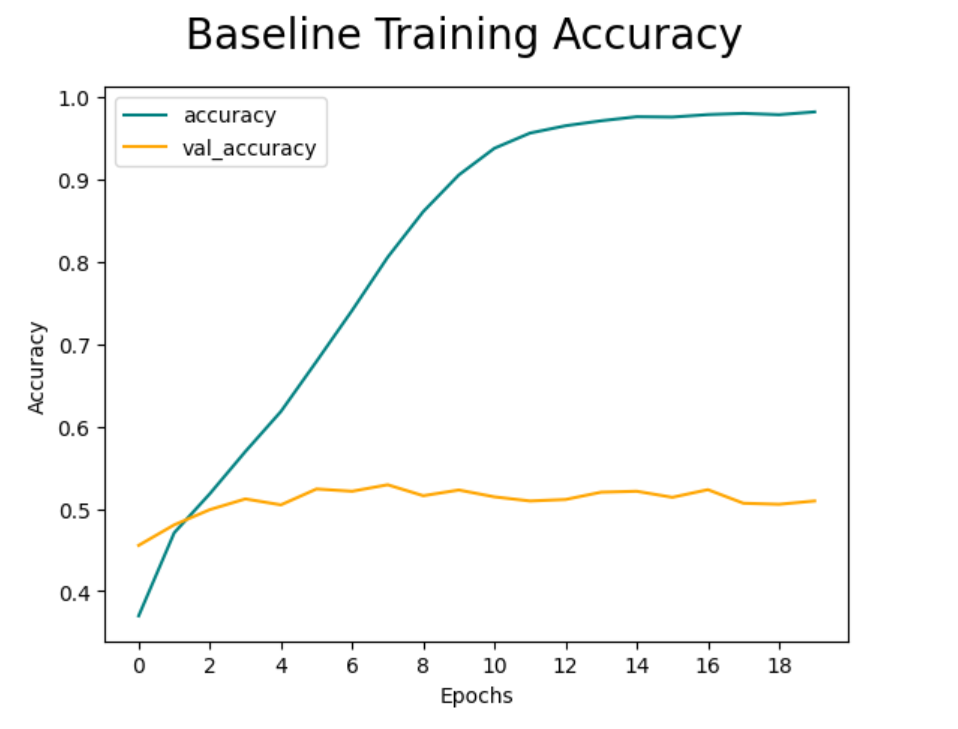 Baseline Training Accuracy
accuracy
val_accuracy
1.0
0.9
0.8
0.7
0.6
0.5
0.4
Accuracy
0 2 4 6 8 10 12 14 16 18
Epochs